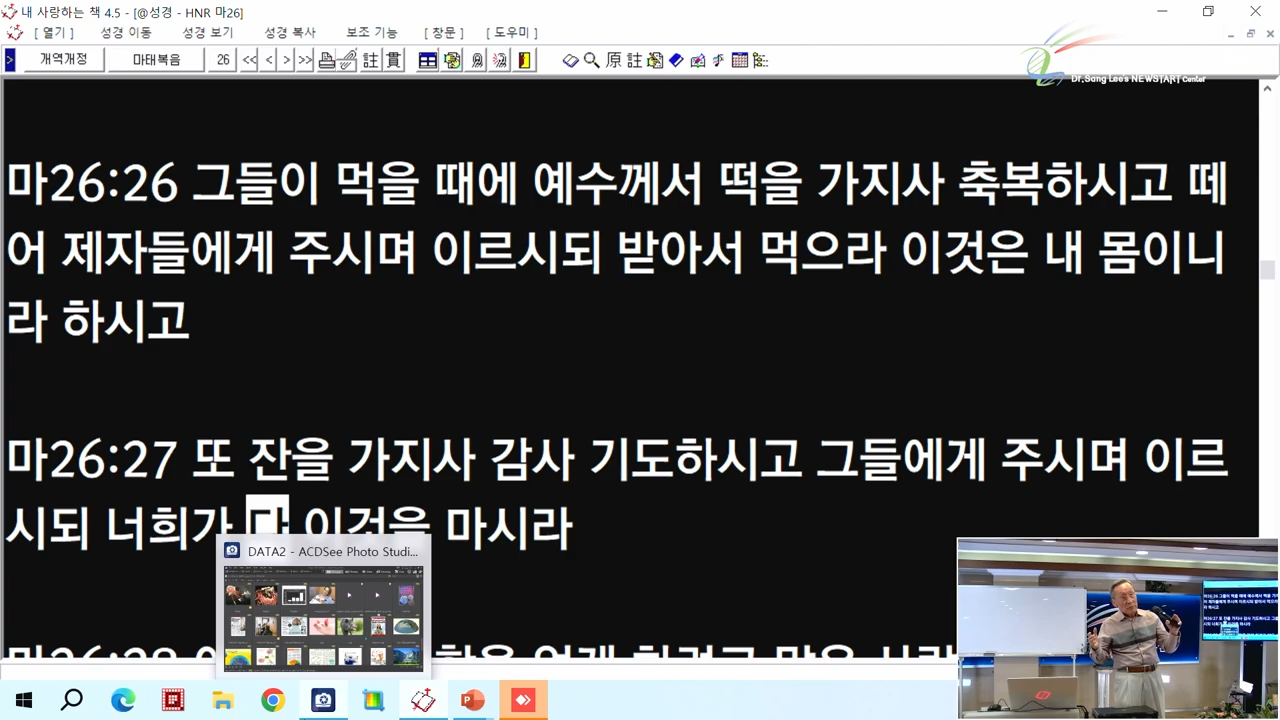 내 사랑하는 책 4.5 - [@성경 - HNR 마26]
[ 열기 ] 성경 이동 성경 보기 성경 복사 보조 기능 [ 창문 ] [ 도우미 ]
개역개정 마태복음 26 << < > >> 註 貫 原 註
Dr.Sang Lee's NEWSTART Center
마26:26 그들이 먹을 때에 예수께서 떡을 가지사 축복하시고 떼
어 제자들에게 주시며 이르시되 받아서 먹으라 이것은 내 몸이니
라 하시고
마26:27 또 잔을 가지사 감사 기도하시고 그들에게 주시며 이르
시되 너희가 다 이것을 마시라
DATA2 - ACDSee Photo Studi...
마26:28